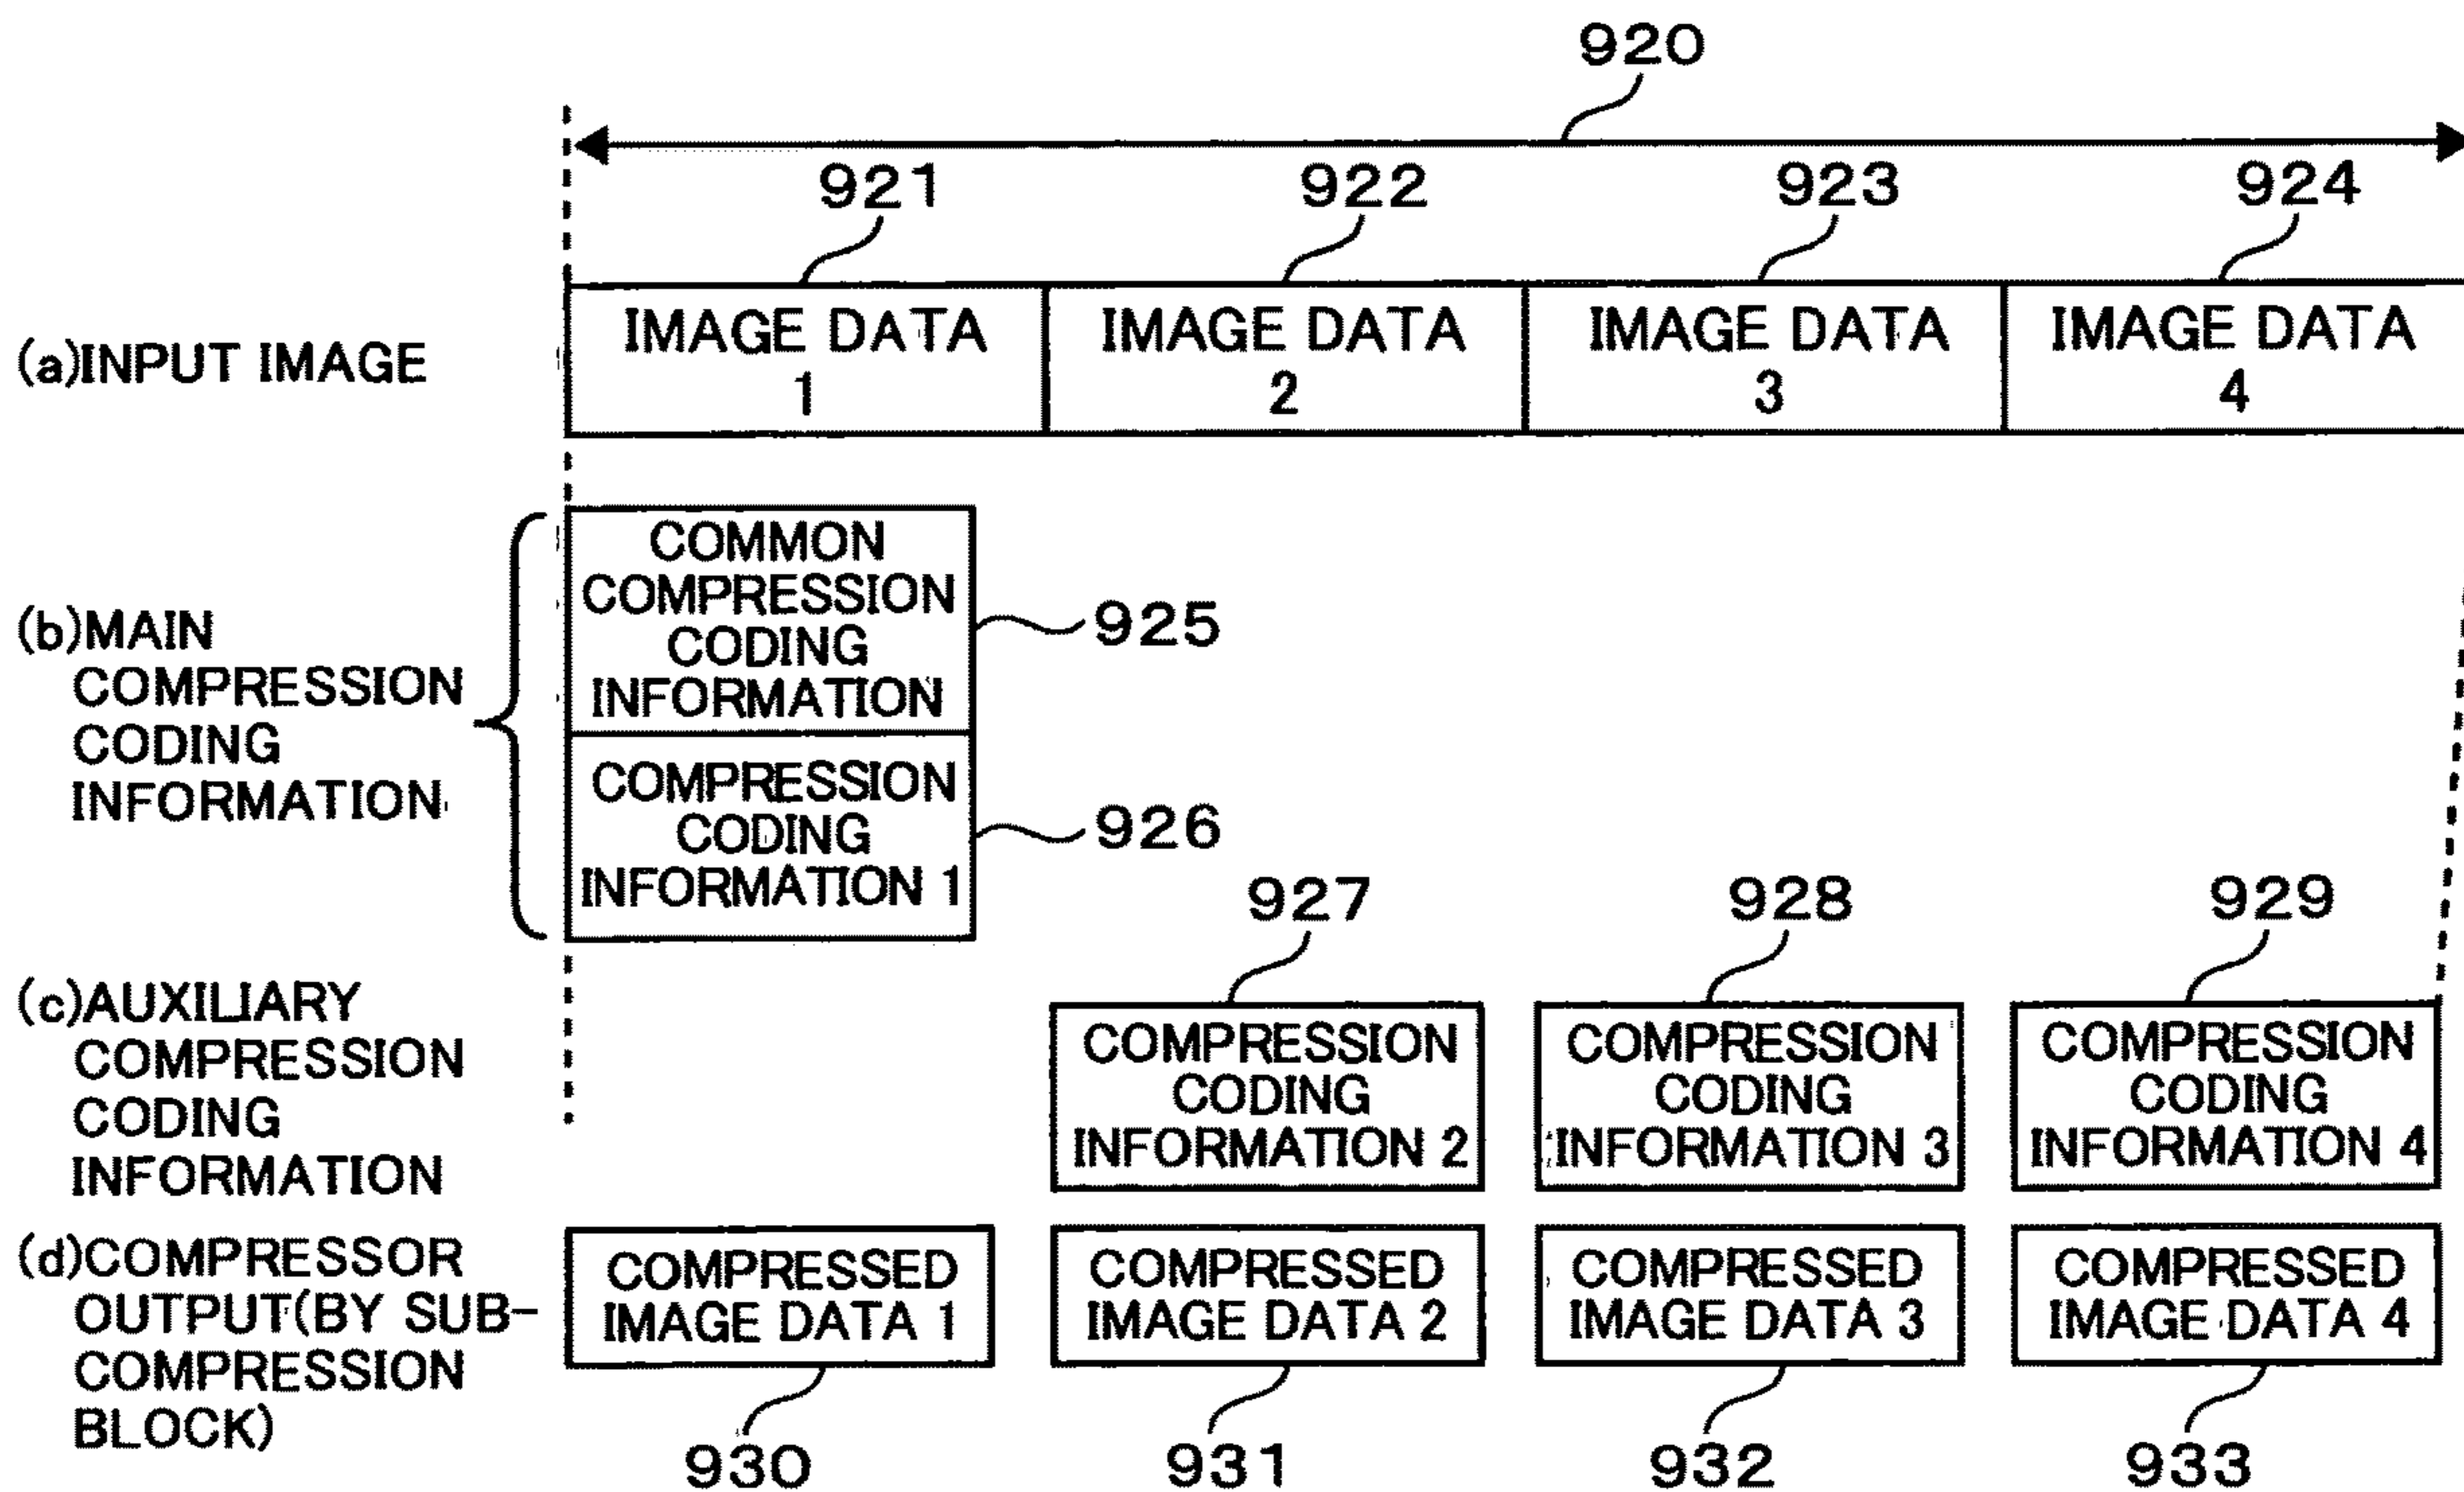 920
921
922
923
924
(a)INPUT IMAGE
IMAGE DATA
1
IMAGE DATA
2
IMAGE DATA
3
IMAGE DATA
4
(b)MAIN
COMPRESSION
CODING
INFORMATION
COMMON
COMPRESSION
CODING
INFORMATION
925
COMPRESSION
CODING
INFORMATION 1
926
927
928
929
(c)AUXILIARY
COMPRESSION
CODING
INFORMATION
COMPRESSION
CODING
INFORMATION 2
COMPRESSION
CODING
INFORMATION 3
COMPRESSION
CODING
INFORMATION 4
(d)COMPRESSOR
OUTPUT(BY SUB-
COMPRESSION
BLOCK)
COMPRESSED
IMAGE DATA 1
COMPRESSED
IMAGE DATA 2
COMPRESSED
IMAGE DATA 3
COMPRESSED
IMAGE DATA 4
930
931
932
933